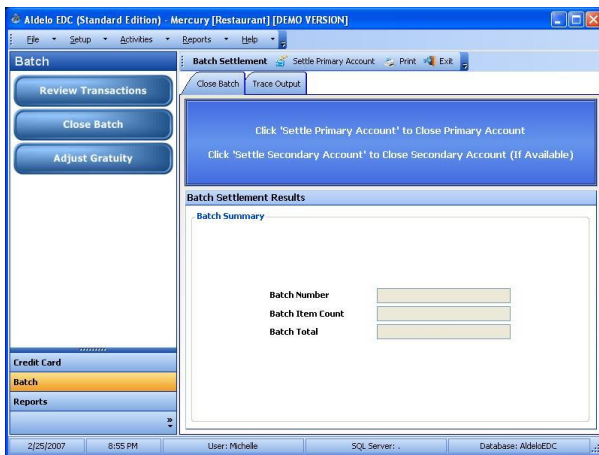 Aldelo EDC (Standard Edition) - Mercury [Restaurant] [DEMO VERSION]
File Setup Activities Reports Help
Batch
Batch Settlement Settle Primary Account Print Exit
Review Transactions
Close Batch
Adjust Gratuity
Close Batch Trace Output
Click 'Settle Primary Account' to Close Primary Account
Click 'Settle Secondary Account' to Close Secondary Account (If Available)
Batch Settlement Results
Batch Summary
Batch Number
Batch Item Count
Batch Total
Credit Card
Batch
Reports
2/25/2007 8:55 PM User: Michelle SQL Server: . Database: AldeloEDC